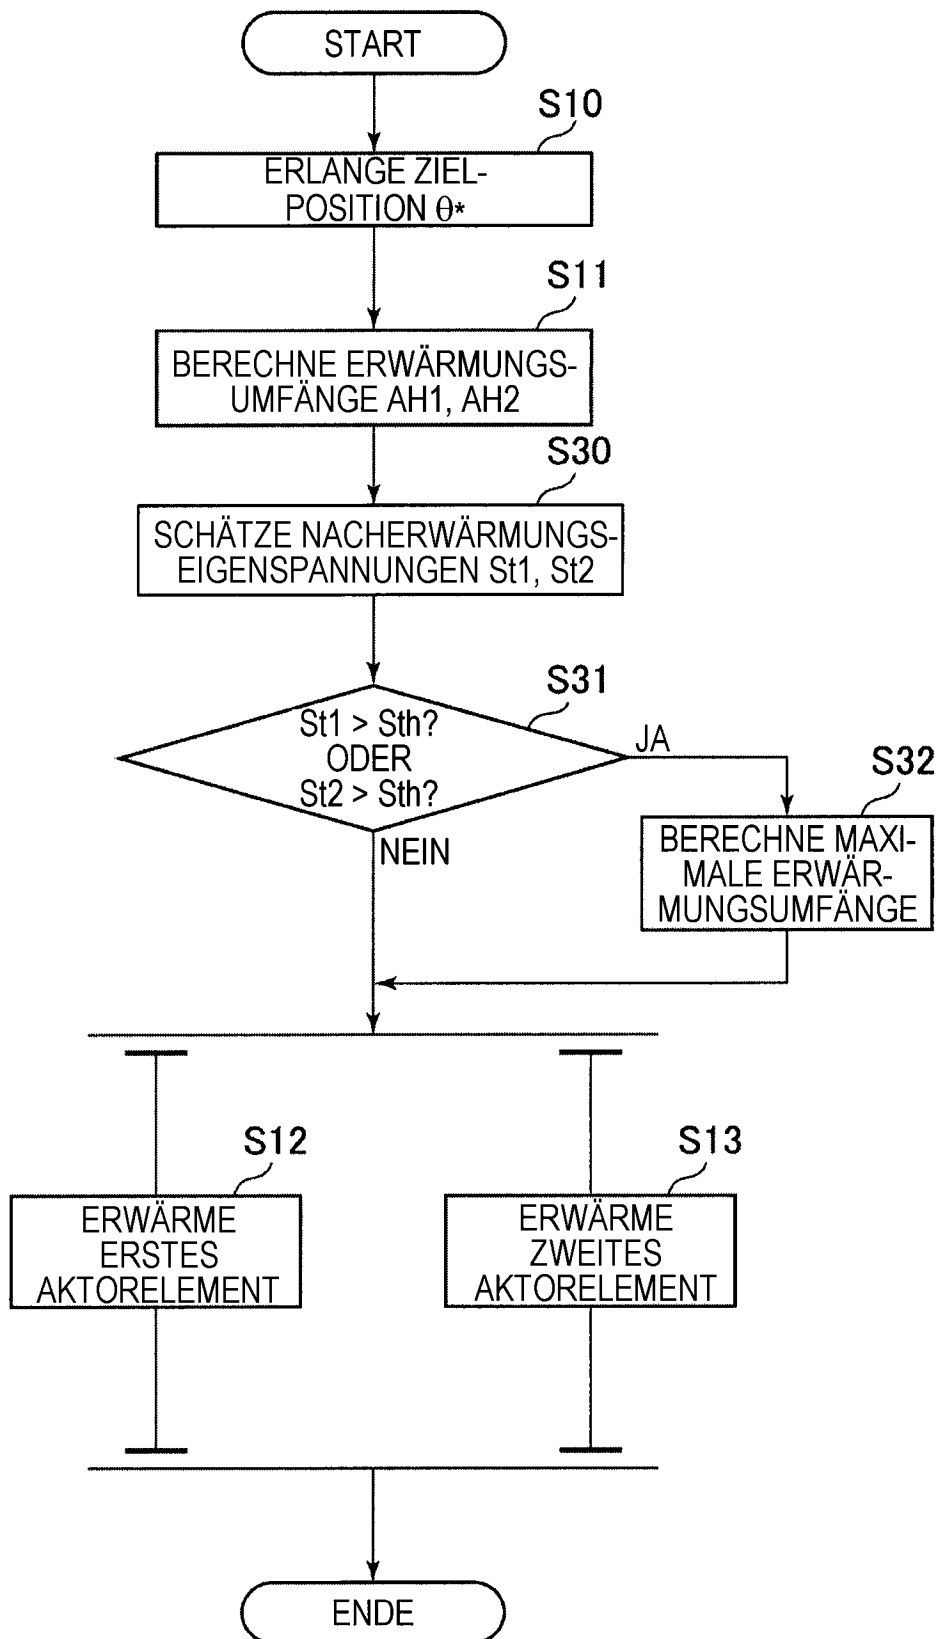 START
S10
ERLANGE ZIEL-
POSITION θ*
S11
BERECHNE ERWÄRMUNGS-
UMFÄNGE AH1, AH2
S30
SCHÄTZE NACHERWÄRMUNGS-
EIGENSPANNUNGEN St1, St2
S31
St1 > Sth?
ODER
St2 > Sth?
JA
NEIN
S32
BERECHNE MAXI-
MALE ERWÄR-
MUNGSUMFÄNGE
S12
ERWÄRME
ERSTES
AKTORELEMENT
S13
ERWÄRME
ZWEITES
AKTORELEMENT
ENDE